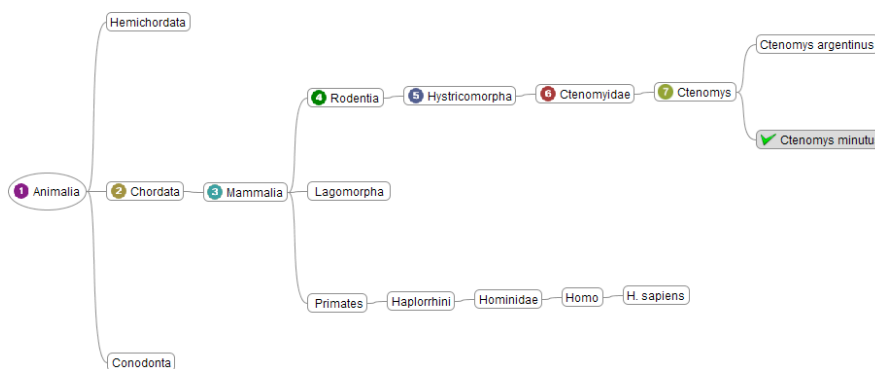 Hemichordata
Ctenomys argentinus
4 Rodentia
5 Hystricomorpha
6 Ctenomyidae
7 Ctenomys
Ctenomys minutu
1 Animalia
2 Chordata
3 Mammalia
Lagomorpha
Primates
Haplorrhini
Hominidae
Homo
H. sapiens
Conodonta